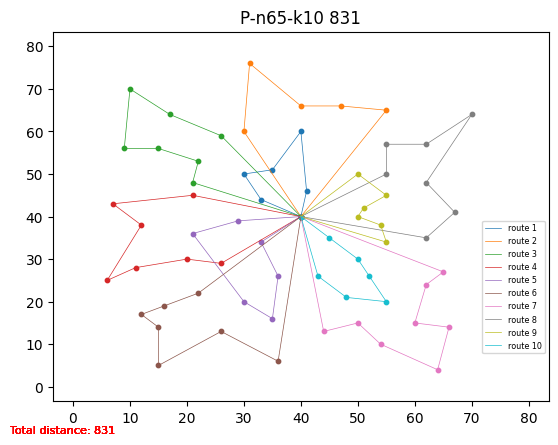 P-n65-k10 831
80
70
60
50
40
30
20
10
0
0 10 20 30 40 50 60 70 80
route 1
route 2
route 3
route 4
route 5
route 6
route 7
route 8
route 9
route 10
Total distance: 831